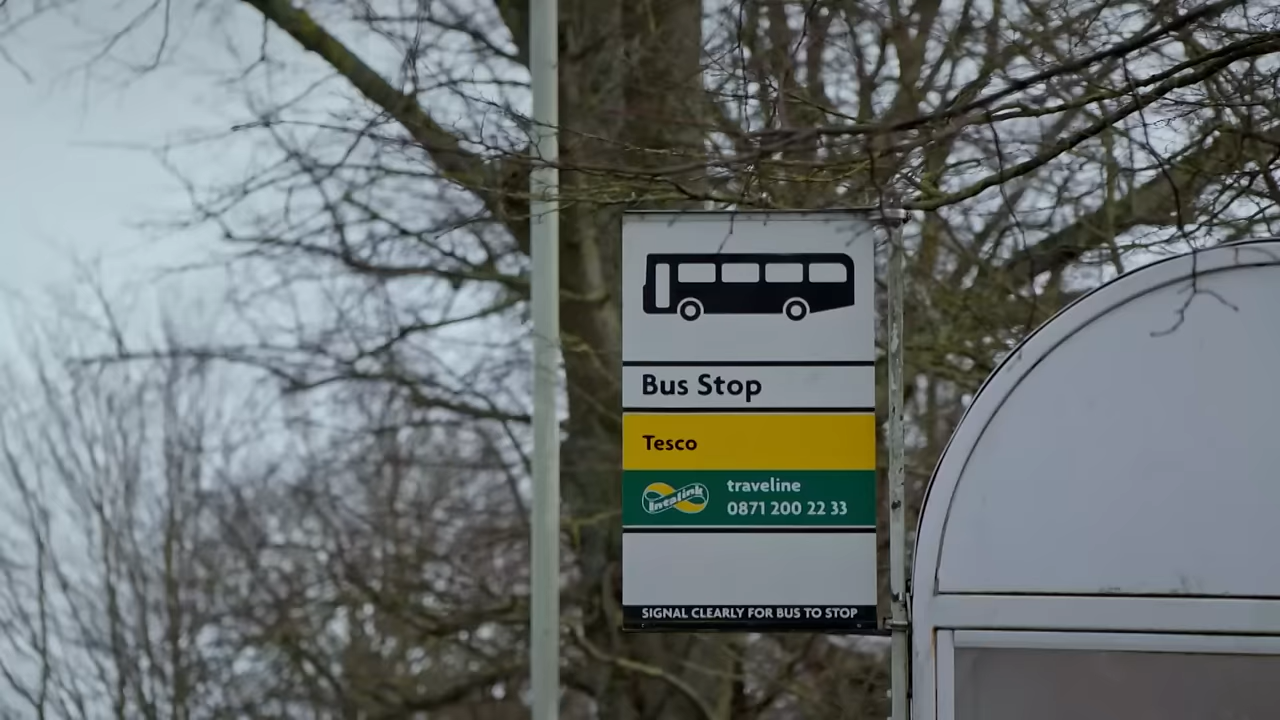 Bus Stop
Tesco
intalink
traveline
0871 200 22 33
SIGNAL CLEARLY FOR BUS TO STOP